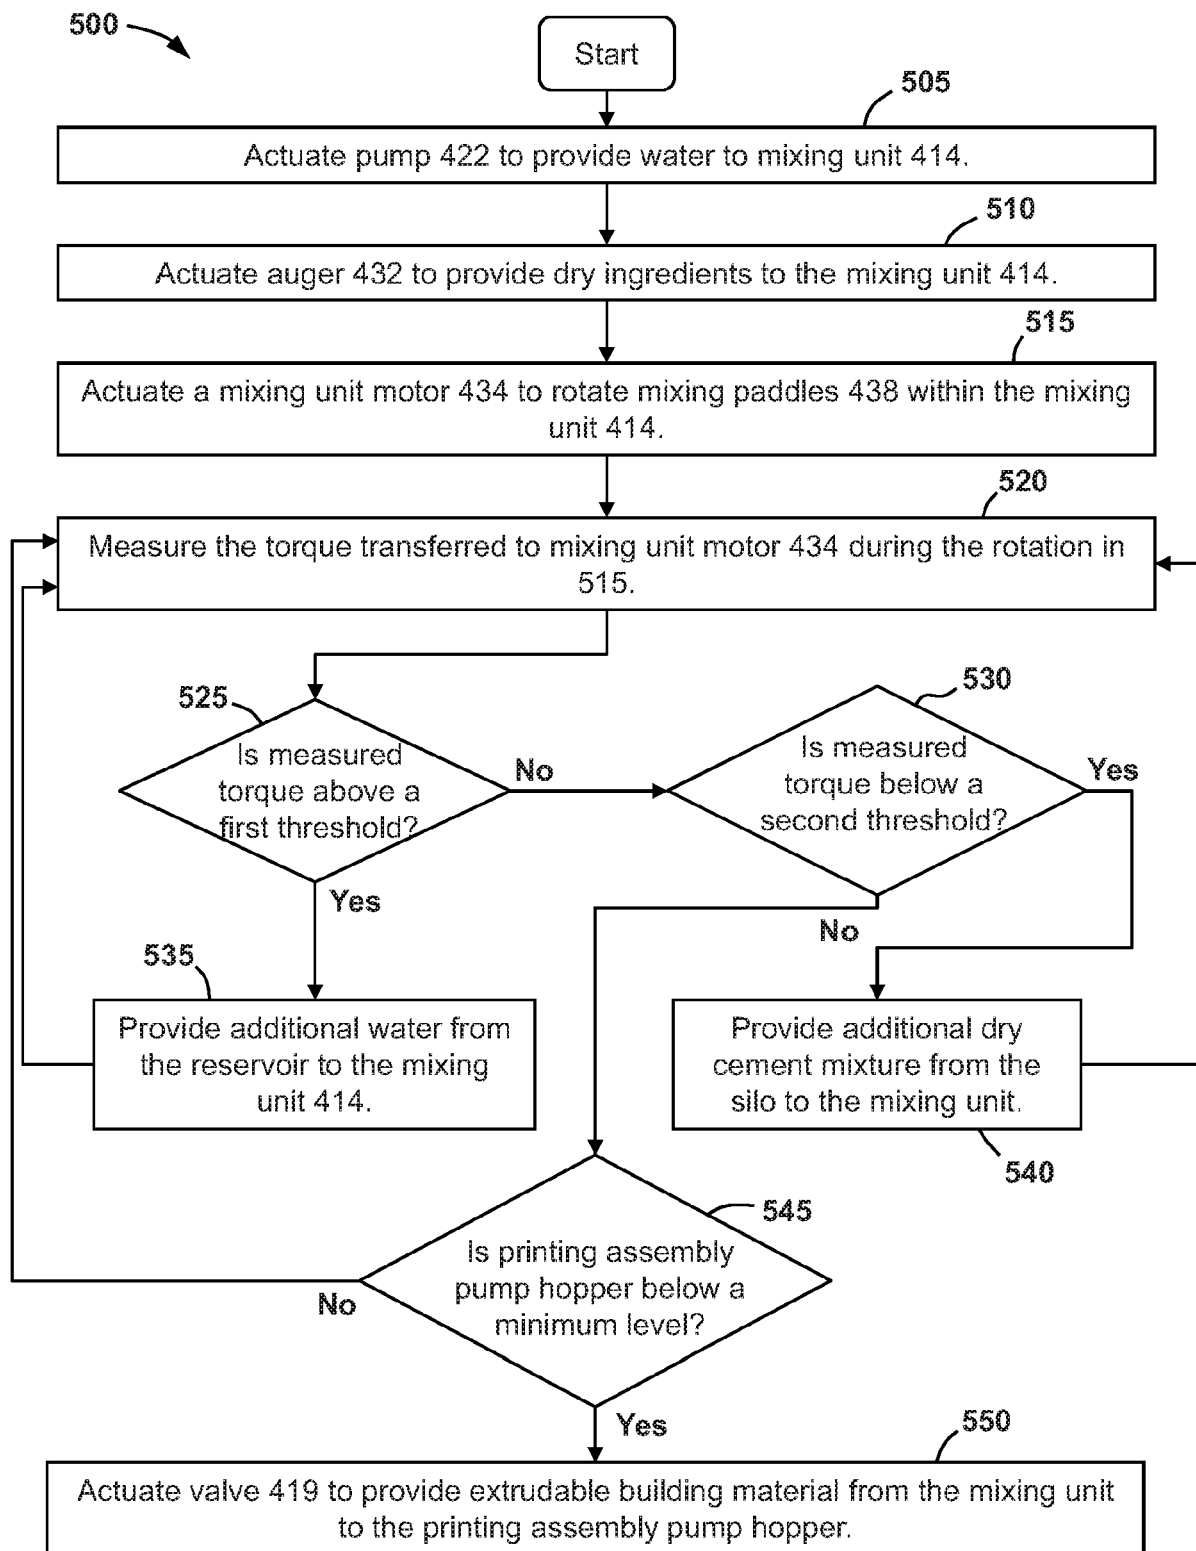 500
Start
505
Actuate pump 422 to provide water to mixing unit 414.
510
Actuate auger 432 to provide dry ingredients to the mixing unit 414.
515
Actuate a mixing unit motor 434 to rotate mixing paddles 438 within the mixing
unit 414.
520
Measure the torque transferred to mixing unit motor 434 during the rotation in
515.
525
Is measured
torque above a
first threshold?
No
Yes
530
Is measured
torque below a
second threshold?
Yes
No
535
Provide additional water from
the reservoir to the mixing
unit 414.
Provide additional dry
cement mixture from the
silo to the mixing unit.
540
545
Is printing assembly
pump hopper below a
minimum level?
No
Yes
550
Actuate valve 419 to provide extrudable building material from the mixing unit
to the printing assembly pump hopper.